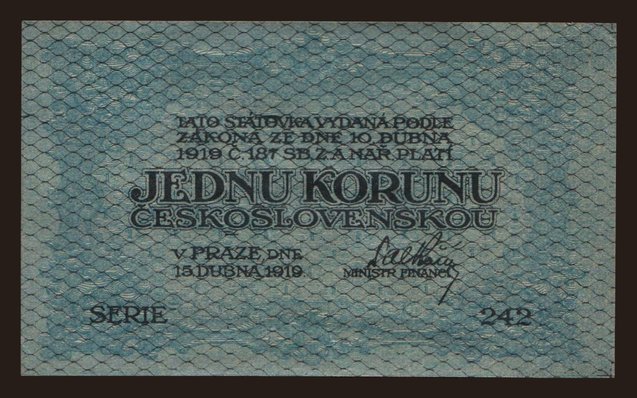 TATO STÁTOVKA VYDANÁ PODLE
ZÁKONA ZE DNE 10. DUBNA
1919 Č. 187 SB. Z. A NAŘ. PLATÍ
JEDNU KORUNU
ČESKOSLOVENSKOU
V PRAZE, DNE
15. DUBNA 1919
MINISTR FINANCÍ
SERIE 242